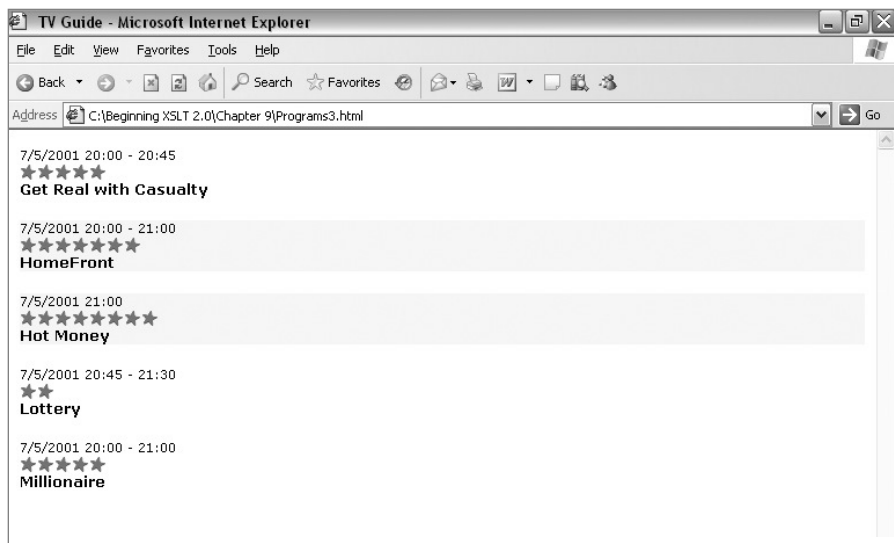 TV Guide - Microsoft Internet Explorer
File Edit View Favorites Tools Help
Back Search Favorites
Address C:\Beginning XSLT 2.0\Chapter 9\Programs3.html Go
7/5/2001 20:00 - 20:45
Get Real with Casualty
7/5/2001 20:00 - 21:00
HomeFront
7/5/2001 21:00
Hot Money
7/5/2001 20:45 - 21:30
Lottery
7/5/2001 20:00 - 21:00
Millionaire